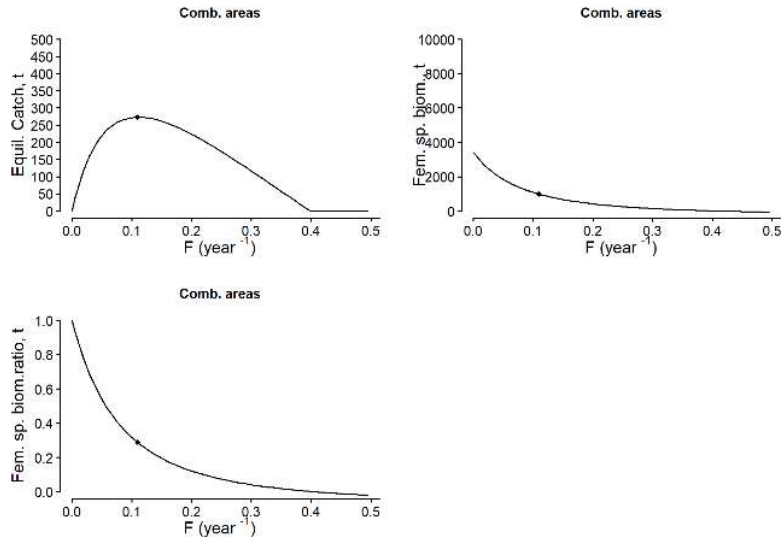 Comb. areas
Equil. Catch, t
500
450
400
350
300
250
200
150
100
50
0
0.0 0.1 0.2 0.3 0.4 0.5
F (year -1)
Comb. areas
Fem. sp. biom., t
10000
8000
6000
4000
2000
0
0.0 0.1 0.2 0.3 0.4 0.5
F (year -1)
Comb. areas
Fem. sp. biom.ratio, t
1.0
0.8
0.6
0.4
0.2
0.0
0.0 0.1 0.2 0.3 0.4 0.5
F (year -1)